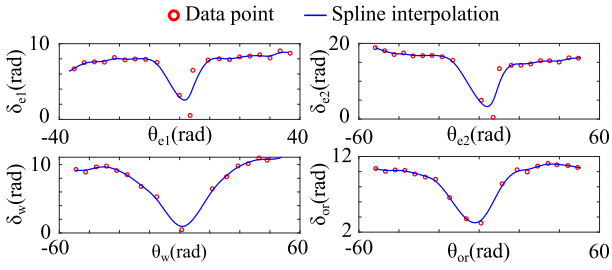 Data point Spline interpolation
10
0
δe1(rad)
-40 θe1(rad) 40
20
0
δe2(rad)
-60 θe2(rad) 60
10
0
δw(rad)
-60 θw(rad) 60
12
2
δor(rad)
-60 θor(rad) 60